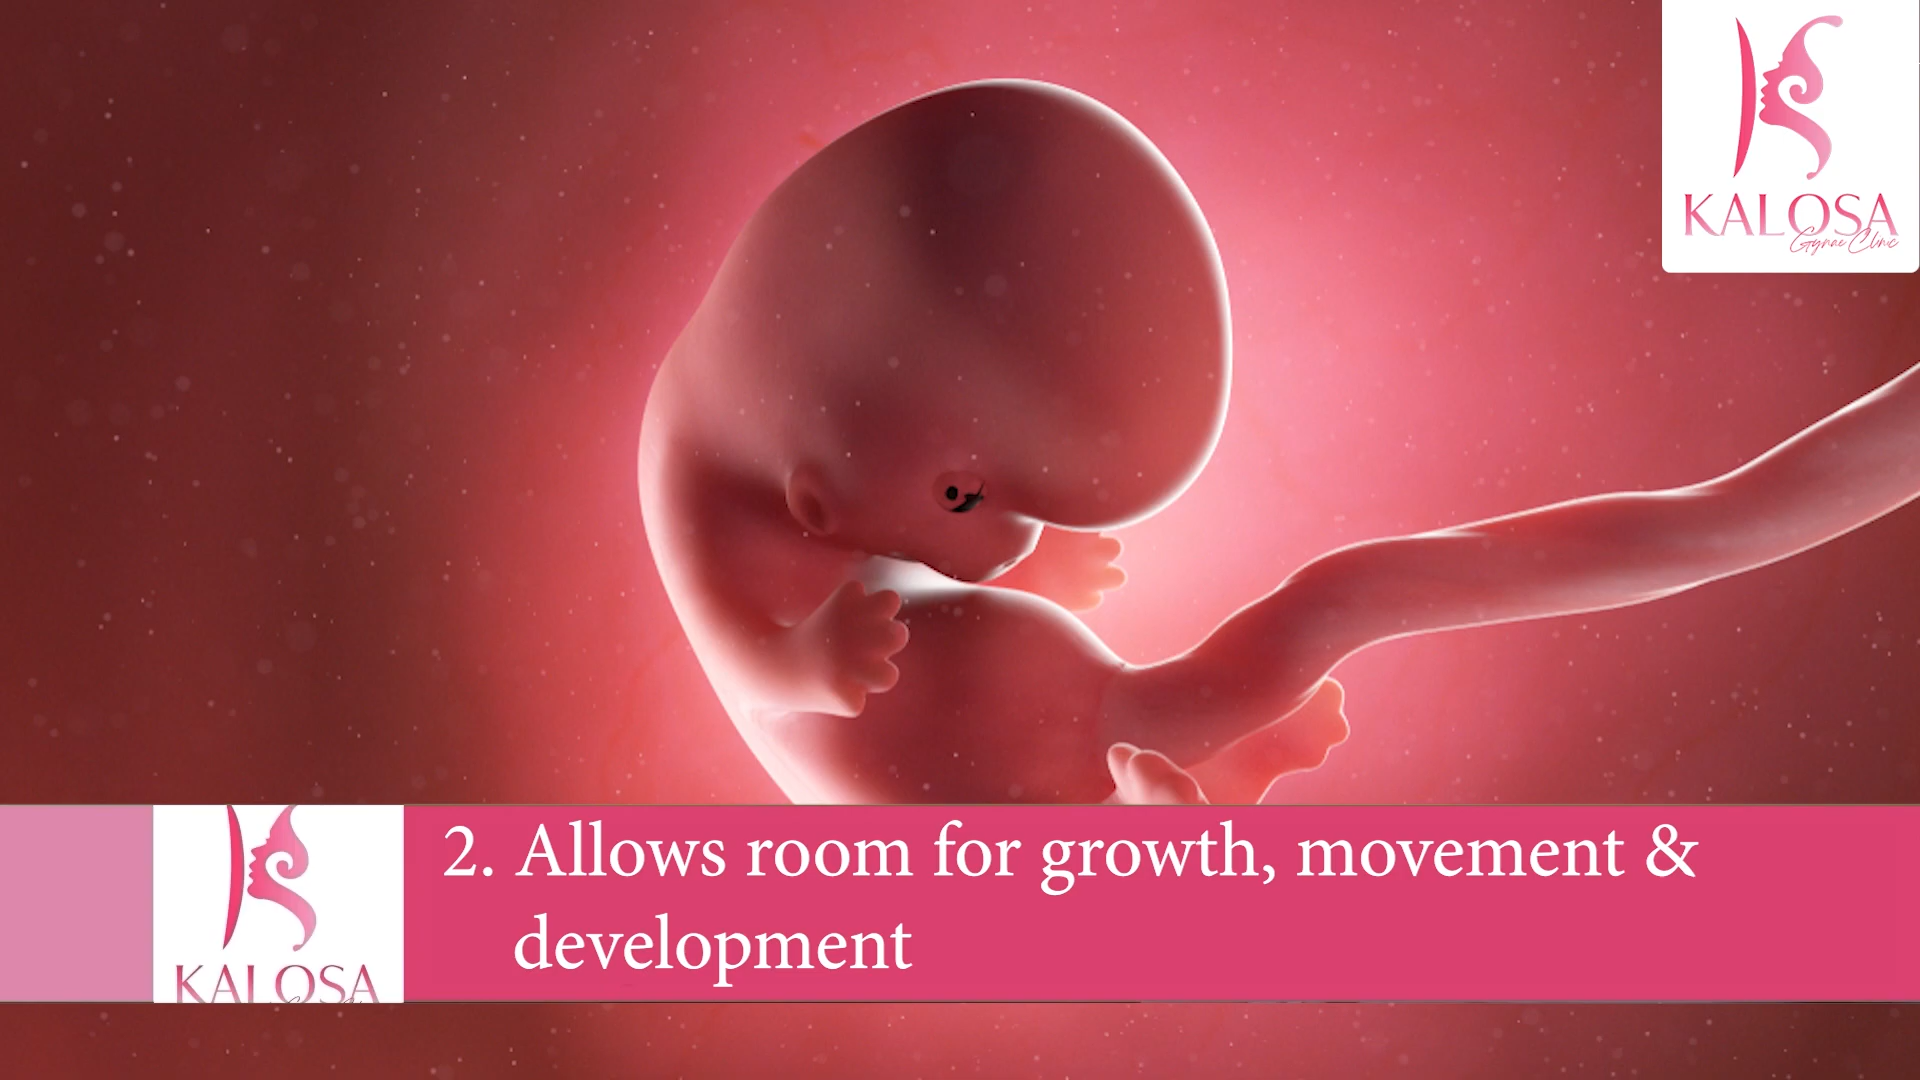 KALOSA
Gynae Clinic
2. Allows room for growth, movement &
development
KALOSA